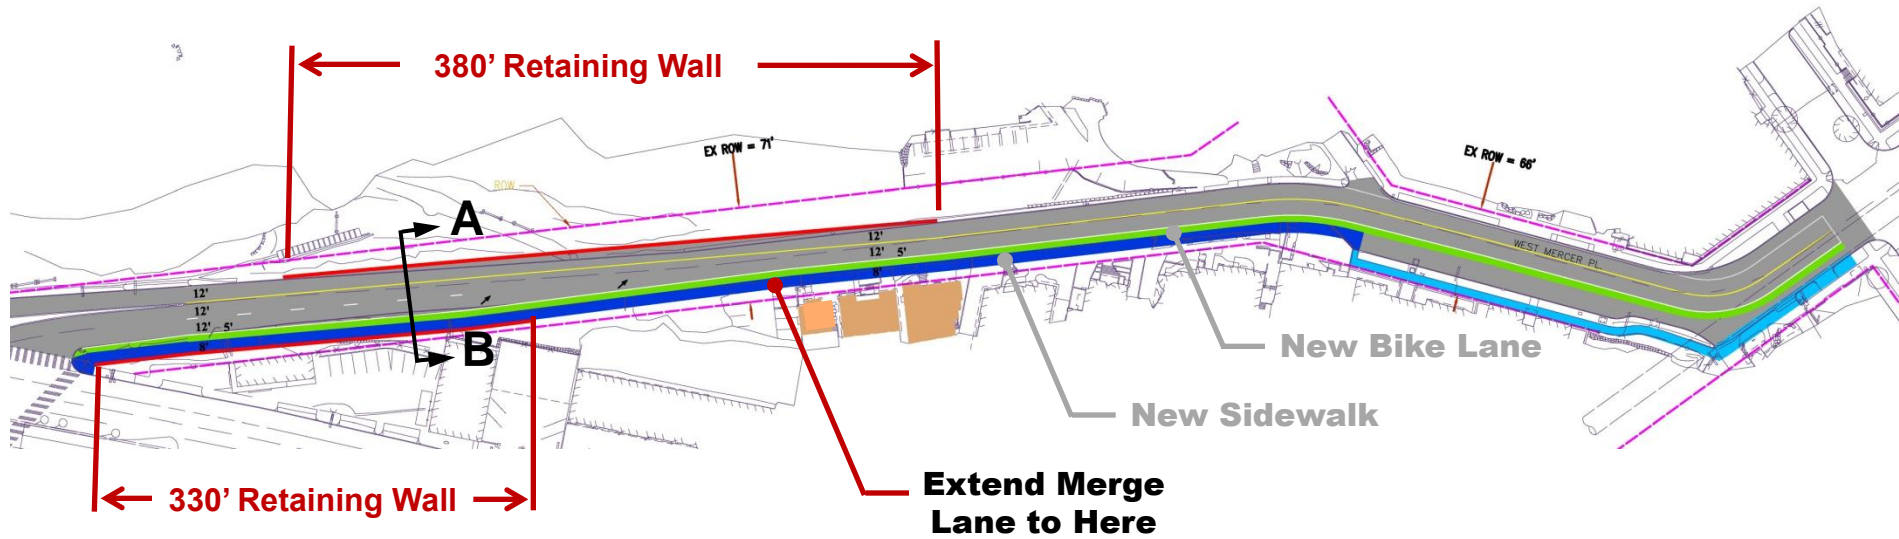 380’ Retaining Wall
EX ROW = 71'
EX ROW = 66'
ROW
A
12'
12' 5'
8'
WEST MERCER PL.
12'
12'
12' 5'
8'
B
New Bike Lane
New Sidewalk
330’ Retaining Wall
Extend Merge
Lane to Here